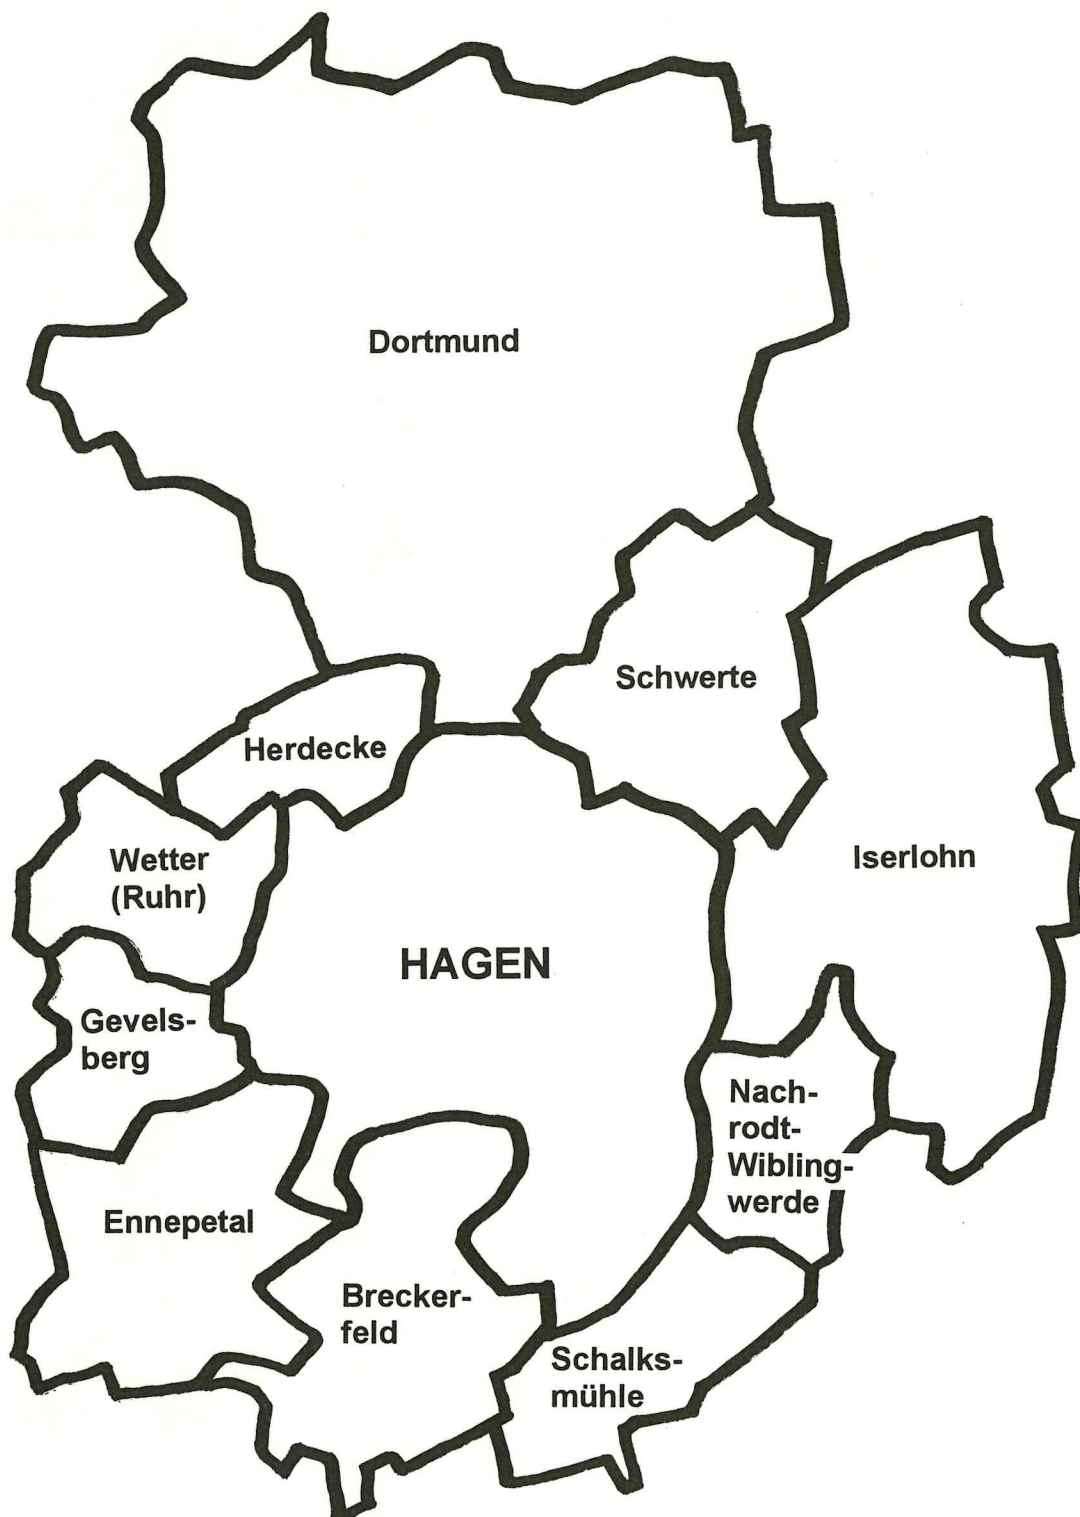 Dortmund
Schwerte
Herdecke
Iserlohn
Wetter
(Ruhr)
HAGEN
Gevels-
berg
Nach-
rodt-
Wibling-
werde
Ennepetal
Brecker-
feld
Schalks-
mühle